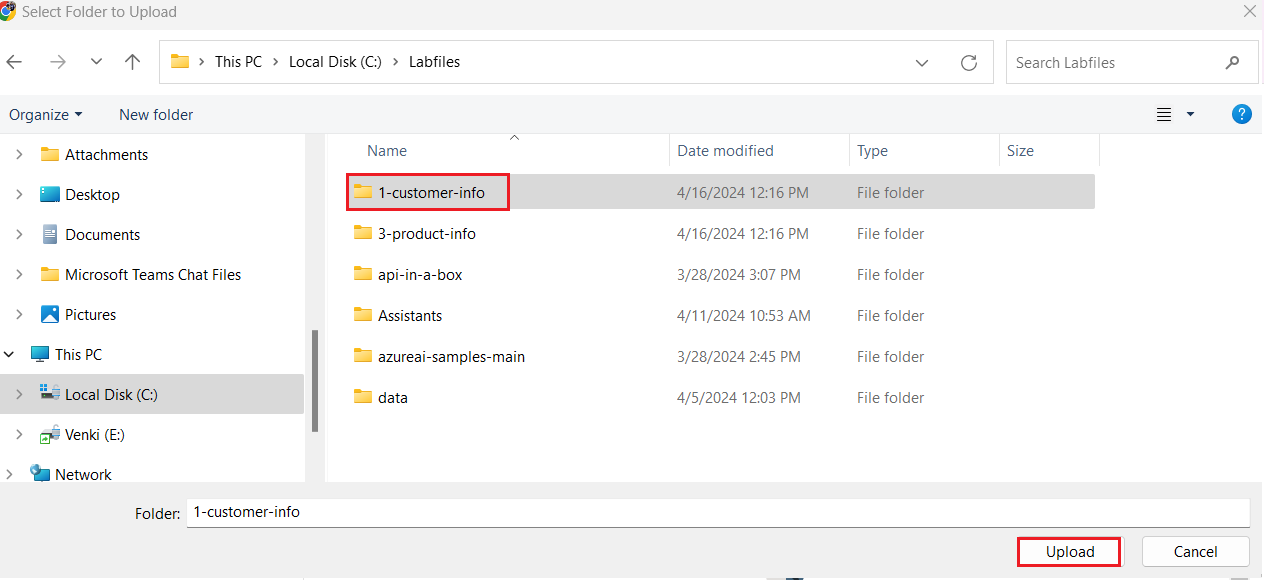 Select Folder to Upload
This PC > Local Disk (C:) > Labfiles
Search Labfiles
Organize
New folder
?
Attachments
Desktop
Documents
Microsoft Teams Chat Files
Pictures
This PC
Local Disk (C:)
Venki (E:)
Network
Name Date modified Type Size
1-customer-info 4/16/2024 12:16 PM File folder
3-product-info 4/16/2024 12:16 PM File folder
api-in-a-box 3/28/2024 3:07 PM File folder
Assistants 4/11/2024 10:53 AM File folder
azureai-samples-main 3/28/2024 2:45 PM File folder
data 4/5/2024 12:03 PM File folder
Folder: 1-customer-info
Upload Cancel